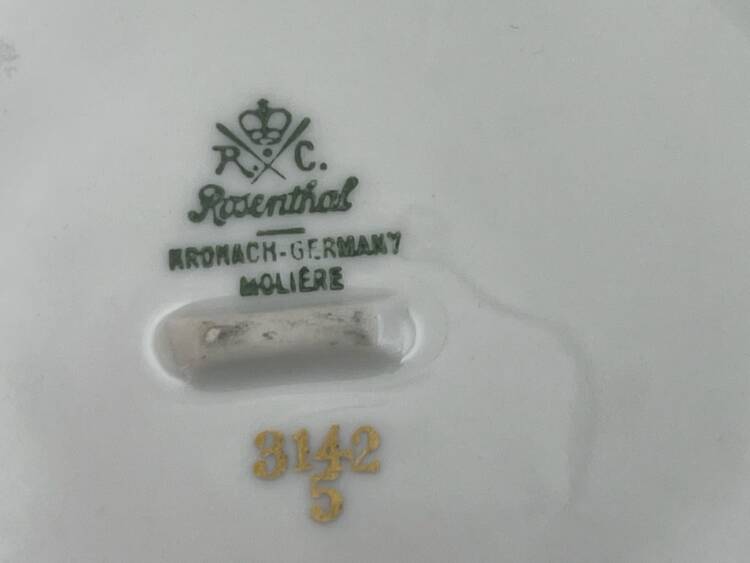 R. C.
Rosenthal
KRONACH-GERMANY
MOLIÈRE
3142
5